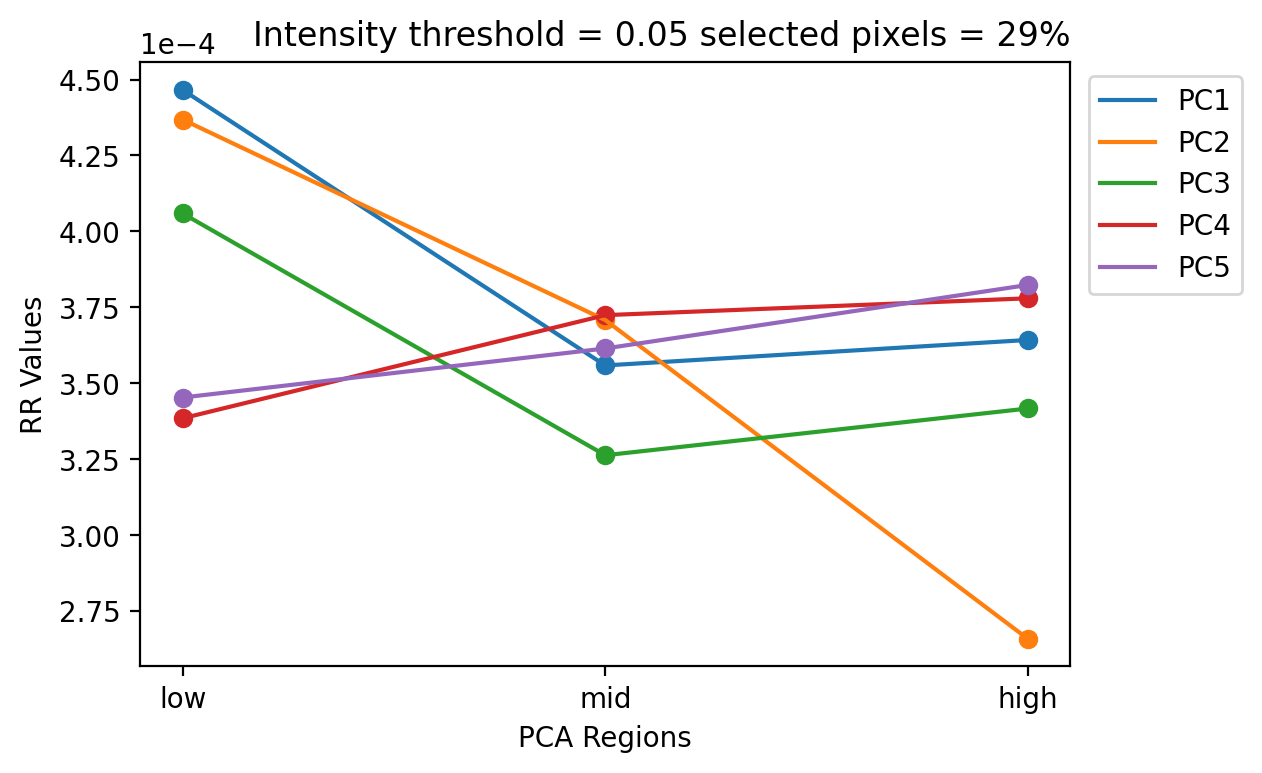 Intensity threshold = 0.05 selected pixels = 29%
1e−4
4.50
4.25
4.00
3.75
3.50
3.25
3.00
2.75
RR Values
low
mid
high
PCA Regions
PC1
PC2
PC3
PC4
PC5